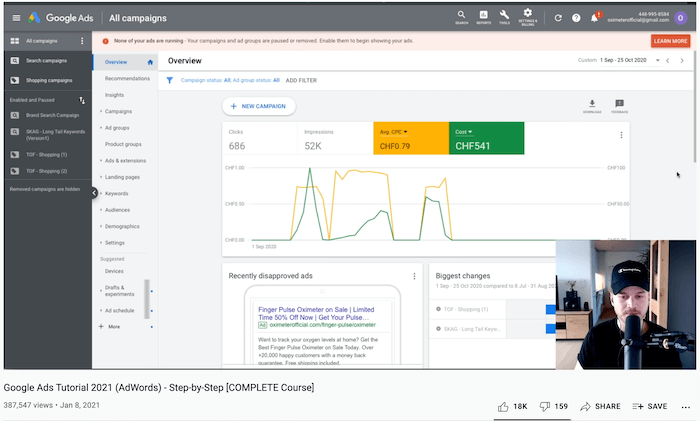 Google Ads
All campaigns
SEARCH
REPORTS
TOOLS
SETTINGS &
BILLING
448-995-8584
oximeterofficial@gmail.com
O
All campaigns
None of your ads are running - Your campaigns and ad groups are paused or removed. Enable them to begin showing your ads.
LEARN MORE
Search campaigns
Shopping campaigns
Enabled and Paused
Brand Search Campaign
SKAG - Long Tail Keywords
(Version1)
TOF - Shopping (1)
TOF - Shopping (2)
Removed campaigns are hidden
Overview
Recommendations
Insights
Campaigns
Ad groups
Product groups
Ads & extensions
Landing pages
Keywords
Audiences
Demographics
Settings
Suggested
Devices
Drafts &
experiments
Ad schedule
More
Overview
Custom
1 Sep - 25 Oct 2020
Campaign status: All Ad group status: All
ADD FILTER
NEW CAMPAIGN
DOWNLOAD
FEEDBACK
Clicks
686
Impressions
52K
Avg. CPC
CHF0.79
Cost
CHF541
CHF1.00
CHF100
CHF0.50
CHF50.00
CHF0.00
1 Sep 2020
Recently disapproved ads
Finger Pulse Oximeter on Sale | Limited
Time 50% Off Now | Get Your Pulse...
Ad oximeterofficial.com/finger-pulse/oximeter
Want to track your oxygen levels at home? Get the
Best Finger Pulse Oximeter on Sale Today. Over
+20,000 happy customers with a money back
guarantee. Free shipping included.
Biggest changes
1 Sep - 25 Oct 2020 compared to 8 Jul - 31 Aug 20
TOF - Shopping (1)
SKAG - Long Tail Keyw...
Google Ads Tutorial 2021 (AdWords) - Step-by-Step [COMPLETE Course]
387,547 views • Jan 8, 2021
18K
159
SHARE
SAVE